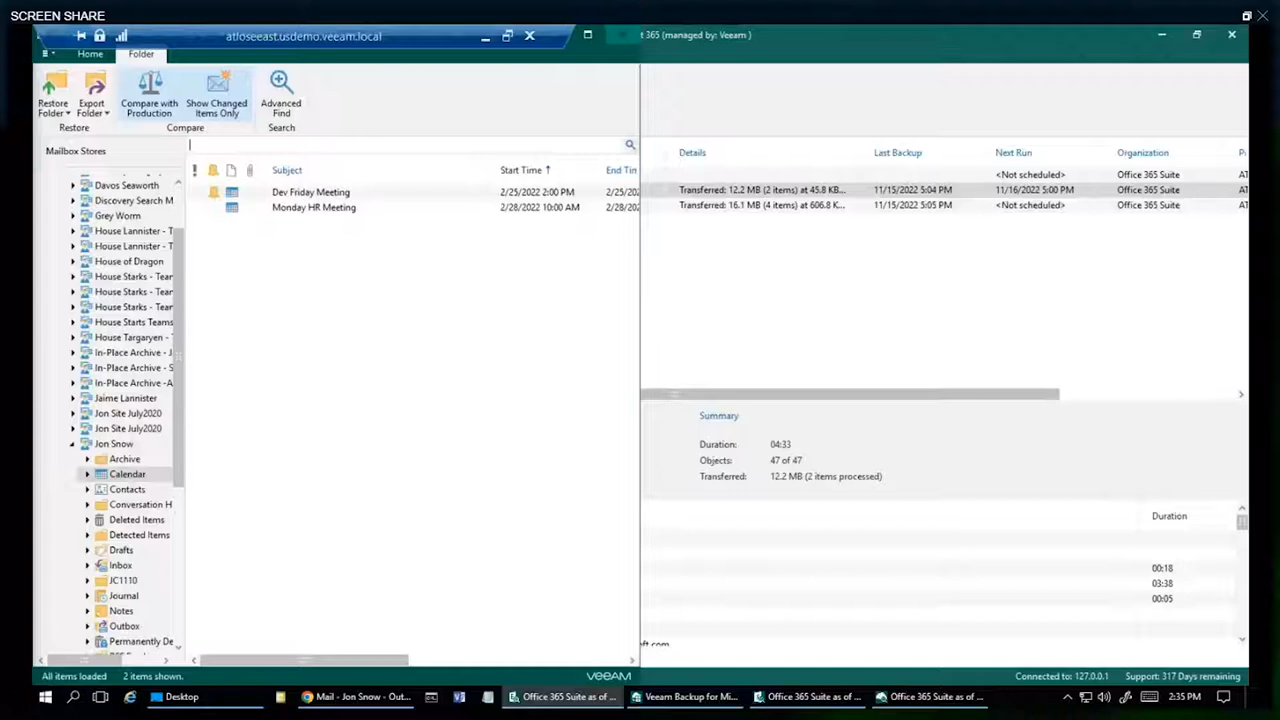 SCREEN SHARE
atloseeast.usdemo.veeam.local
t 365 (managed by: Veeam )
Home
Folder
Restore Folder
Export Folder
Compare with Production
Show Changed Items Only
Advanced Find
Restore
Compare
Search
Mailbox Stores
Davos Seaworth
Discovery Search M
Grey Worm
House Lannister - T
House Lannister - T
House of Dragon
House Starks - Tear
House Starks - Tear
House Starks - Tear
House Starts Teams
House Targaryen - T
In-Place Archive - J
In-Place Archive - S
In-Place Archive -A
Jaime Lannister
Jon Site July2020
Jon Site July2020
Jon Snow
Archive
Calendar
Contacts
Conversation H
Deleted Items
Detected Items
Drafts
Inbox
JC1110
Journal
Notes
Outbox
Permanently De
Subject Start Time End Tin
Dev Friday Meeting 2/25/2022 2:00 PM 2/25/202
Monday HR Meeting 2/28/2022 10:00 AM 2/28/202
Details Last Backup Next Run Organization
<Not scheduled> Office 365 Suite AT
Transferred: 12.2 MB (2 items) at 45.8 KB... 11/15/2022 5:04 PM 11/16/2022 5:00 PM Office 365 Suite AT
Transferred: 16.1 MB (4 items) at 606.8 K... 11/15/2022 5:05 PM <Not scheduled> Office 365 Suite AT
Summary
Duration: 04:33
Objects: 47 of 47
Transferred: 12.2 MB (2 items processed)
Duration
00:18
03:38
00:05
All items loaded 2 items shown. VEEAM Connected to: 127.0.0.1 Support: 317 Days remaining
Desktop Mail - Jon Snow - Out... Office 365 Suite as of ... Veeam Backup for Mi... Office 365 Suite as of ... Office 365 Suite as of ... 2:35 PM